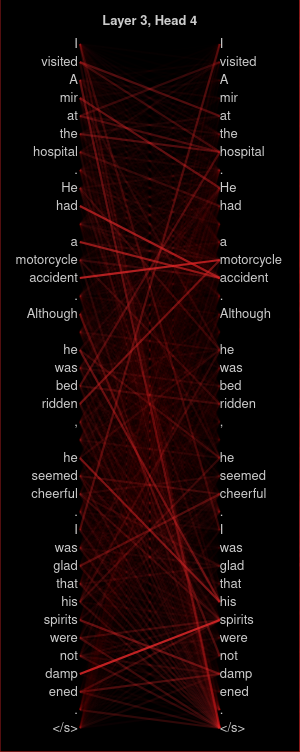 Layer 3, Head 4
I
visited
A
mir
at
the
hospital
.
He
had
a
motorcycle
accident
.
Although
he
was
bed
ridden
,
he
seemed
cheerful
.
I
was
glad
that
his
spirits
were
not
damp
ened
.
</s>
I
visited
A
mir
at
the
hospital
.
He
had
a
motorcycle
accident
.
Although
he
was
bed
ridden
,
he
seemed
cheerful
.
I
was
glad
that
his
spirits
were
not
damp
ened
.
</s>